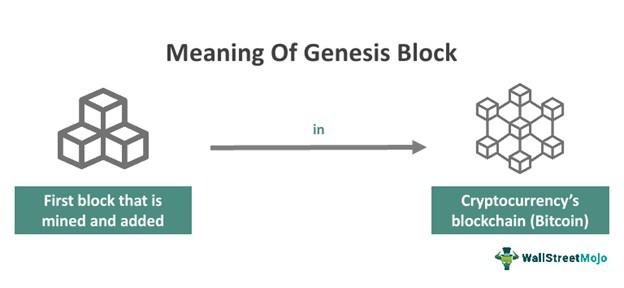 Meaning Of Genesis Block
in
First block that is
mined and added
Cryptocurrency's
blockchain (Bitcoin)
WallStreetMojo